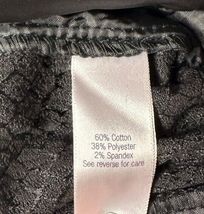 60% Cotton
38% Polyester
2% Spandex
See reverse for care